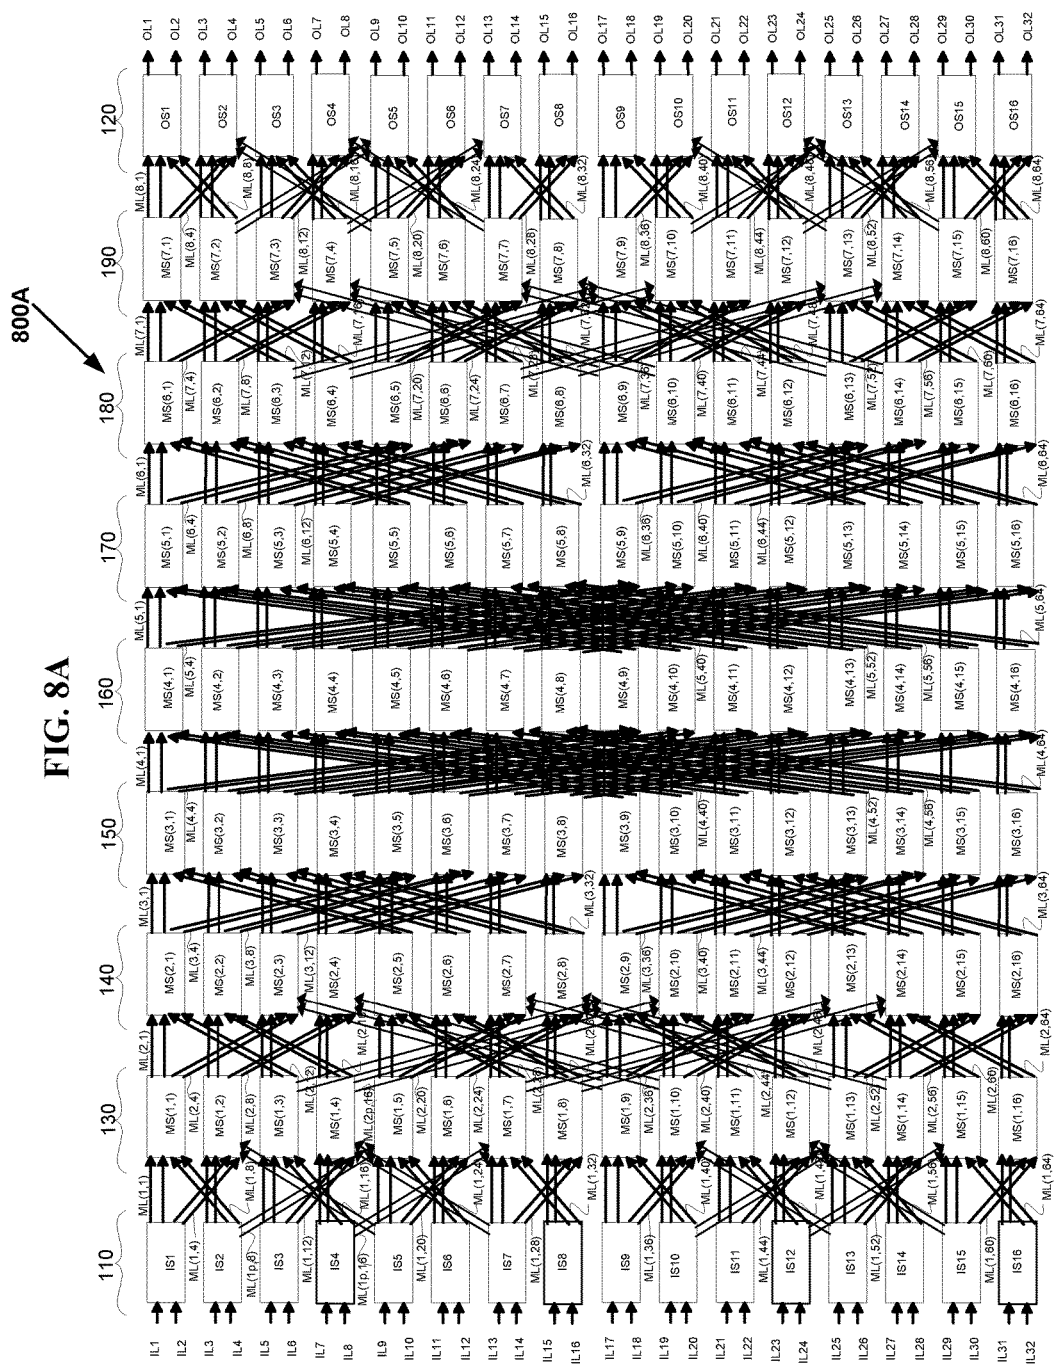 800A
FIG. 8A
110 130 140 150 160 170 180 190 120
ML(1,1) ML(2,1) ML(3,1) ML(4,1) ML(5,1) ML(6,1) ML(7,1) ML(8,1)
IL1 OL1
IS1 MS(1,1) MS(2,1) MS(3,1) MS(4,1) MS(5,1) MS(6,1) MS(7,1) OS1
IL2 OL2
ML(1,4) ML(2,4) ML(3,4) ML(4,4) ML(5,4) ML(6,4) ML(7,4) ML(8,4)
IL3 OL3
IS2 MS(1,2) MS(2,2) MS(3,2) MS(4,2) MS(5,2) MS(6,2) MS(7,2) OS2
IL4 OL4
ML(1p,8) ML(1,8) ML(2,8) ML(3,8) ML(6,8) ML(7,8) ML(8,8)
IL5 OL5
IS3 MS(1,3) MS(2,3) MS(3,3) MS(4,3) MS(5,3) MS(6,3) MS(7,3) OS3
IL6 OL6
ML(1,12) ML(3,12) ML(6,12) ML(7,12) ML(8,12)
IL7 OL7
IS4 MS(1,4) MS(2,4) MS(3,4) MS(4,4) MS(5,4) MS(6,4) MS(7,4) OS4
IL8 OL8
ML(1p,16) ML(1,16) ML(2p,16) ML(8,16)
IL9 OL9
IS5 MS(1,5) MS(2,5) MS(3,5) MS(4,5) MS(5,5) MS(6,5) MS(7,5) OS5
IL10 OL10
ML(1,20) ML(2,20) ML(7,20) ML(8,20)
IL11 OL11
IS6 MS(1,6) MS(2,6) MS(3,6) MS(4,6) MS(5,6) MS(6,6) MS(7,6) OS6
IL12 OL12
ML(1,24) ML(2,24) ML(7,24) ML(8,24)
IL13 OL13
IS7 MS(1,7) MS(2,7) MS(3,7) MS(4,7) MS(5,7) MS(6,7) MS(7,7) OS7
IL14 OL14
ML(1,28) ML(8,28)
IL15 OL15
IS8 MS(1,8) MS(2,8) MS(3,8) MS(4,8) MS(5,8) MS(6,8) MS(7,8) OS8
IL16 OL16
ML(1,32) ML(3,32) ML(6,32) ML(8,32)
IL17 OL17
IS9 MS(1,9) MS(2,9) MS(3,9) MS(4,9) MS(5,9) MS(6,9) MS(7,9) OS9
IL18 OL18
ML(1,36) ML(2,36) ML(3,36) ML(6,36) ML(7,36) ML(8,36)
IL19 OL19
IS10 MS(1,10) MS(2,10) MS(3,10) MS(4,10) MS(5,10) MS(6,10) MS(7,10) OS10
IL20 OL20
ML(1,40) ML(2,40) ML(3,40) ML(4,40) ML(5,40) ML(6,40) ML(7,40) ML(8,40)
IL21 OL21
IS11 MS(1,11) MS(2,11) MS(3,11) MS(4,11) MS(5,11) MS(6,11) MS(7,11) OS11
IL22 OL22
ML(1,44) ML(2,44) ML(3,44) ML(6,44) ML(7,44) ML(8,44)
IL23 OL23
IS12 MS(1,12) MS(2,12) MS(3,12) MS(4,12) MS(5,12) MS(6,12) MS(7,12) OS12
IL24 OL24
IL25 OL25
IS13 MS(1,13) MS(2,13) MS(3,13) MS(4,13) MS(5,13) MS(6,13) MS(7,13) OS13
IL26 OL26
ML(1,52) ML(2,52) ML(4,52) ML(5,52) ML(7,52) ML(8,52)
IL27 OL27
IS14 MS(1,14) MS(2,14) MS(3,14) MS(4,14) MS(5,14) MS(6,14) MS(7,14) OS14
IL28 OL28
ML(1,56) ML(2,56) ML(4,56) ML(5,56) ML(7,56) ML(8,56)
IL29 OL29
IS15 MS(1,15) MS(2,15) MS(3,15) MS(4,15) MS(5,15) MS(6,15) MS(7,15) OS15
IL30 OL30
ML(1,60) ML(2,60) ML(7,60) ML(8,60)
IL31 OL31
IS16 MS(1,16) MS(2,16) MS(3,16) MS(4,16) MS(5,16) MS(6,16) MS(7,16) OS16
IL32 OL32
ML(1,64) ML(2,64) ML(3,64) ML(4,64) ML(5,64) ML(6,64) ML(7,64) ML(8,64)